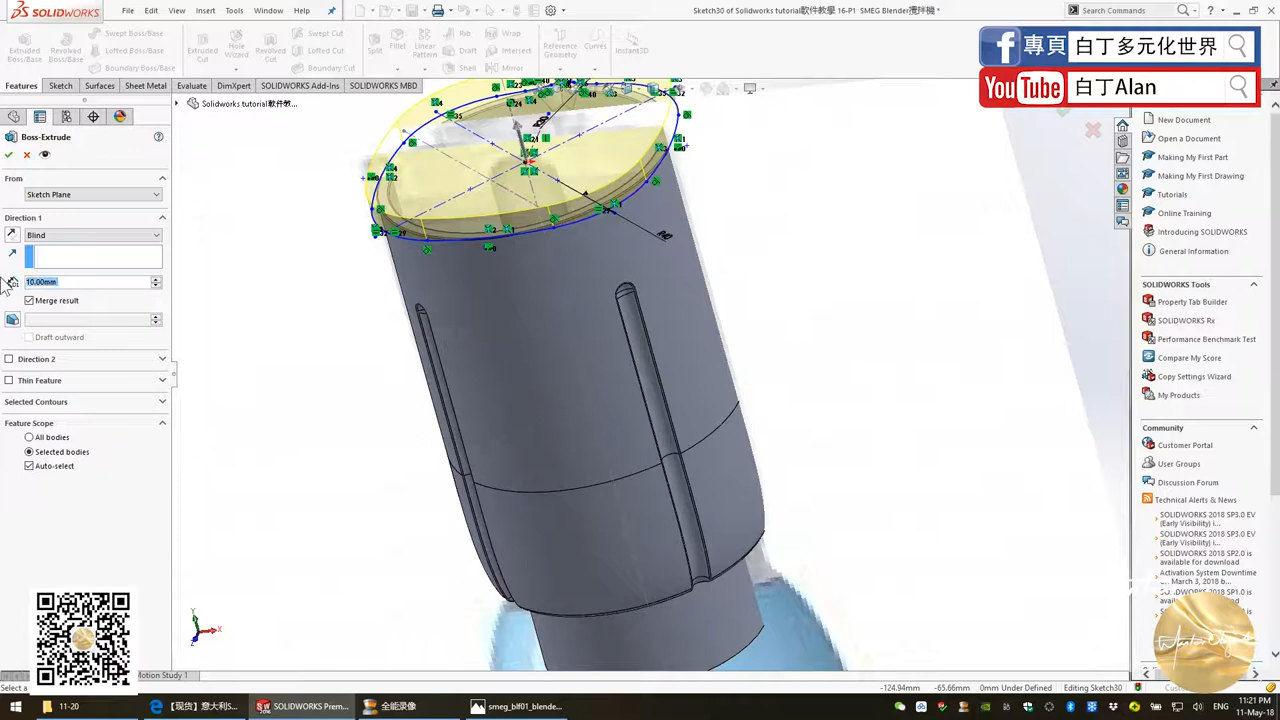 SOLIDWORKS
File Edit View Insert Tools Window Help
Sketch30 of Solidworks tutorial軟件教學 16-P1 SMEG Blender攪拌機 *
Search Commands
Extruded Boss/Base
Revolved Boss/Base
Swept Boss/Base
Lofted Boss/Base
Boundary Boss/Base
Extruded Cut
Hole Wizard
Revolved Cut
Swept Cut
Lofted Cut
Boundary Cut
Split
Fillet
Linear Pattern
Rib
Draft
Shell
Wrap
Intersect
Mirror
Reference Geometry
Curves
Instant3D
專頁 白丁多元化世界
YouTube 白丁Alan
Features Sketch Surfaces Sheet Metal Evaluate DimXpert SOLIDWORKS Add-Ins SOLIDWORKS MBD
Solidworks tutorial軟件教...
Boss-Extrude
From
Sketch Plane
Direction 1
Blind
10.00mm
Merge result
Draft outward
Direction 2
Thin Feature
Selected Contours
Feature Scope
All bodies
Selected bodies
Auto-select
New Document
Open a Document
Making My First Part
Making My First Drawing
Tutorials
Online Training
Introducing SOLIDWORKS
General Information
SOLIDWORKS Tools
Property Tab Builder
SOLIDWORKS Rx
Performance Benchmark Test
Compare My Score
Copy Settings Wizard
My Products
Community
Customer Portal
User Groups
Discussion Forum
Technical Alerts & News
SOLIDWORKS 2018 SP3.0 EV
(Early Visibility) i...
SOLIDWORKS 2018 SP3.0 EV
(Early Visibility) i...
SOLIDWORKS 2018 SP2.0 is
available for download
Activation System Downtime
on March 3, 2018 b...
Motion Study 1
Select a
-124.94mm -65.66mm 0mm Under Defined Editing Sketch30
11-20
SOLIDWORKS Prem...
全能录像
smeg_blf01_blende...
ENG
11:21 PM
11-May-18